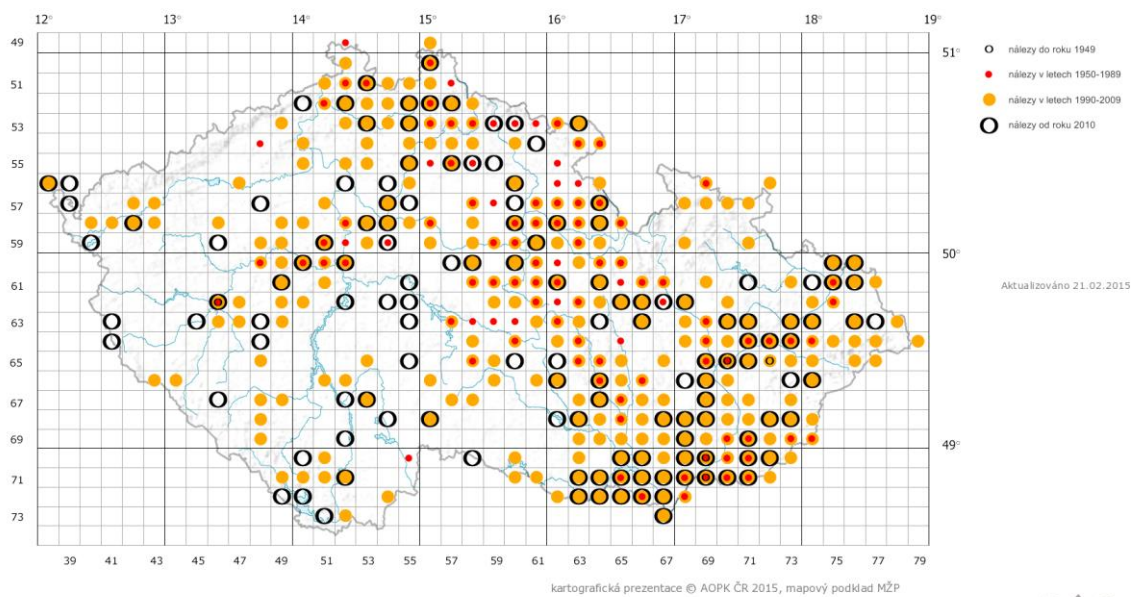 12° 13° 14° 15° 16° 17° 18° 19°
49
51°
nálezy do roku 1949
51
nálezy v letech 1950-1989
nálezy v letech 1990-2009
53
nálezy od roku 2010
55
57
59
50°
61
Aktualizováno 21.02.2015
63
65
67
69
49°
71
73
39 41 43 45 47 49 51 53 55 57 59 61 63 65 67 69 71 73 75 77 79
kartografická prezentace © AOPK ČR 2015, mapový podklad MŽP